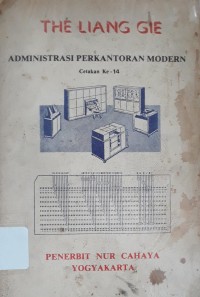 THE LIANG GIE
ADMINISTRASI PERKANTORAN MODERN
Cetakan Ke-14
PENERBIT NUR CAHAYA
YOGYAKARTA